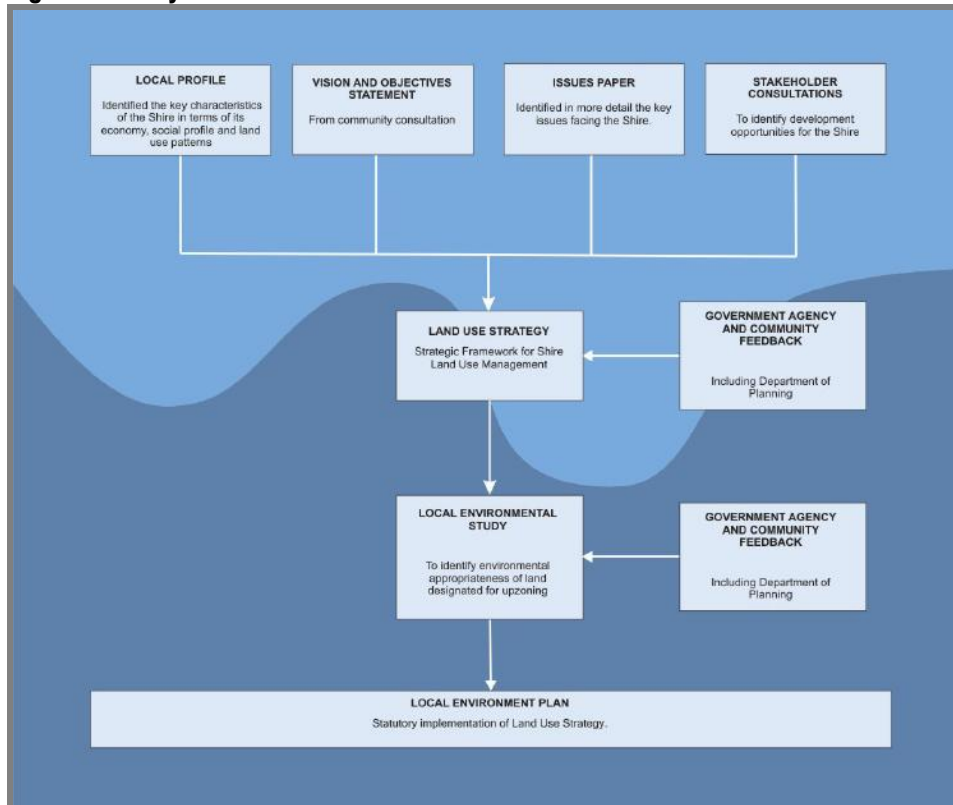 LOCAL PROFILE
Identified the key characteristics
of the Shire in terms of its
economy, social profile and land
use patterns
VISION AND OBJECTIVES
STATEMENT
From community consultation
ISSUES PAPER
Identified in more detail the key
issues facing the Shire.
STAKEHOLDER
CONSULTATIONS
To identify development
opportunities for the Shire
LAND USE STRATEGY
Strategic Framework for Shire
Land Use Management
GOVERNMENT AGENCY
AND COMMUNITY
FEEDBACK
Including Department of
Planning
LOCAL ENVIRONMENTAL
STUDY
To identify environmental
appropriateness of land
designated for upzoning
GOVERNMENT AGENCY
AND COMMUNITY
FEEDBACK
Including Department of
Planning
LOCAL ENVIRONMENT PLAN
Statutory implementation of Land Use Strategy.